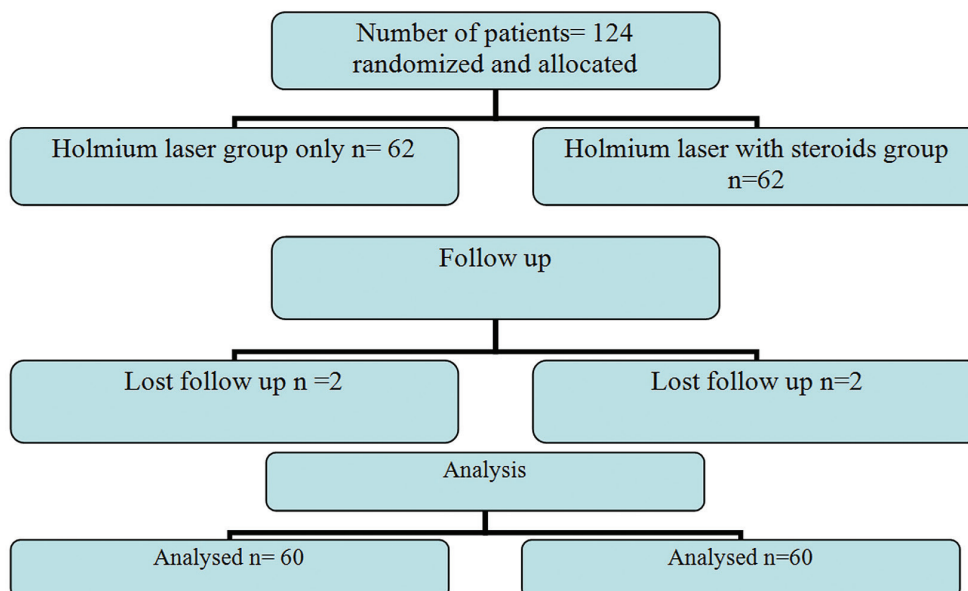 Number of patients= 124
randomized and allocated
Holmium laser group only n= 62
Holmium laser with steroids group
n=62
Follow up
Lost follow up n =2
Lost follow up n=2
Analysis
Analysed n= 60
Analysed n=60